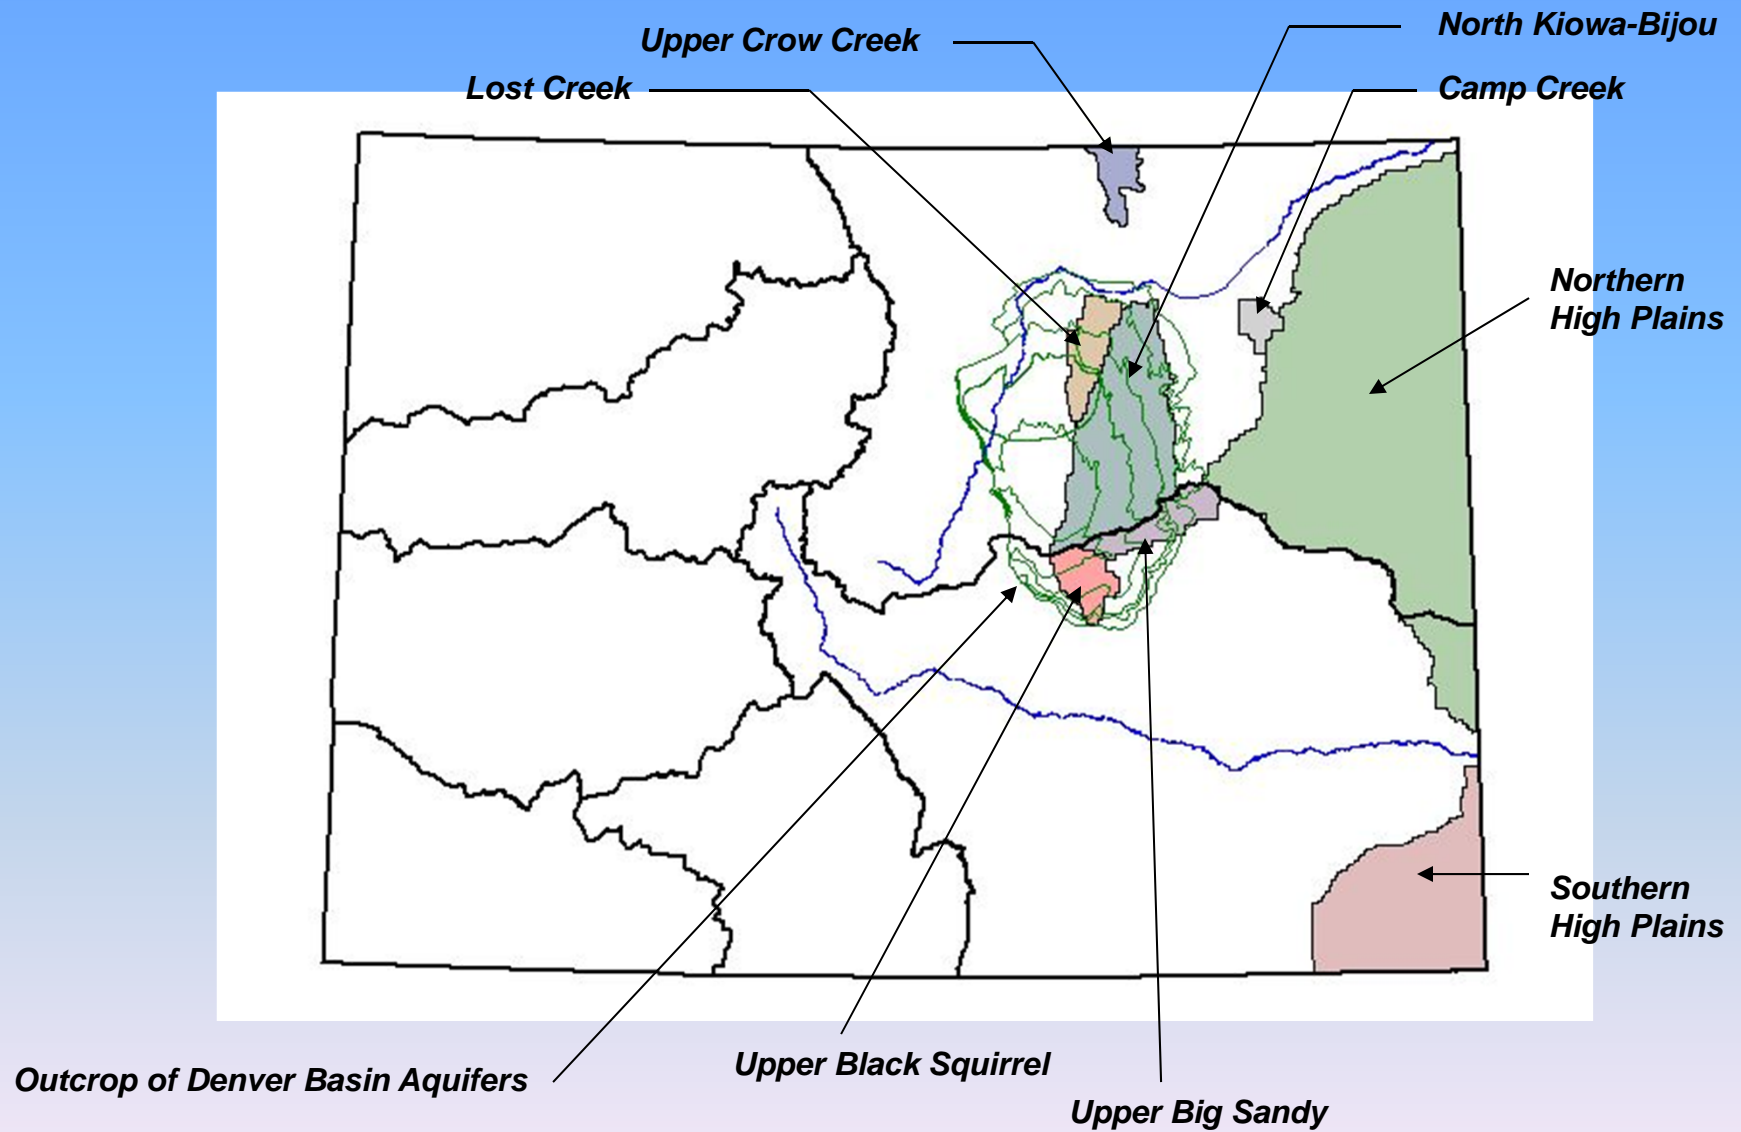 North Kiowa-Bijou
Upper Crow Creek
Lost Creek
Camp Creek
Northern
High Plains
Southern
High Plains
Upper Black Squirrel
Outcrop of Denver Basin Aquifers
Upper Big Sandy